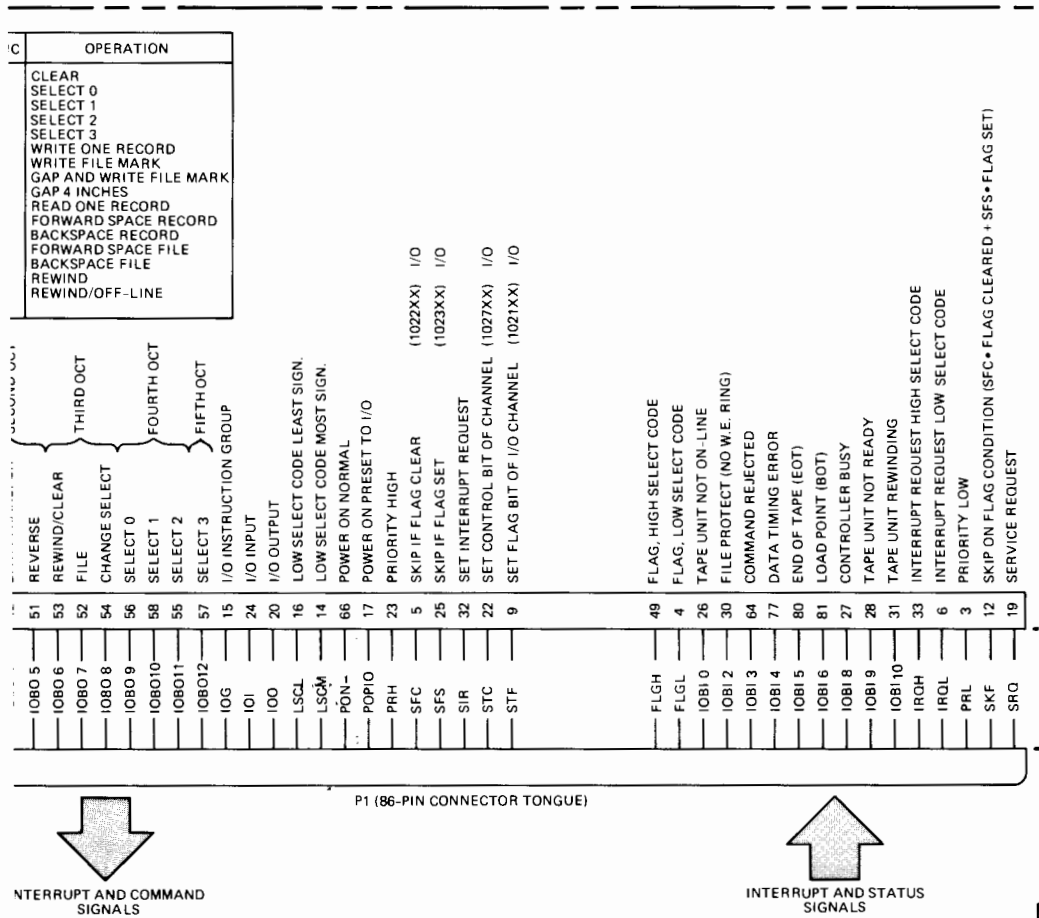 C OPERATION
CLEAR
SELECT 0
SELECT 1
SELECT 2
SELECT 3
WRITE ONE RECORD
WRITE FILE MARK
GAP AND WRITE FILE MARK
GAP 4 INCHES
READ ONE RECORD
FORWARD SPACE RECORD
BACKSPACE RECORD
FORWARD SPACE FILE
BACKSPACE FILE
REWIND
REWIND/OFF-LINE
SECOND OCT
THIRD OCT
FOURTH OCT
FIFTH OCT
IOBO 5 51 REVERSE
IOBO 6 53 REWIND/CLEAR
IOBO 7 52 FILE
IOBO 8 54 CHANGE SELECT
IOBO 9 56 SELECT 0
IOBO10 58 SELECT 1
IOBO11 55 SELECT 2
IOBO12 57 SELECT 3
IOG 15 I/O INSTRUCTION GROUP
IOI 24 I/O INPUT
IOO 20 I/O OUTPUT
LSCL 16 LOW SELECT CODE LEAST SIGN.
LSCM 14 LOW SELECT CODE MOST SIGN.
PON- 66 POWER ON NORMAL
POPIO 17 POWER ON PRESET TO I/O
PRH 23 PRIORITY HIGH
SFC 5 SKIP IF FLAG CLEAR (1022XX) I/O
SFS 25 SKIP IF FLAG SET (1023XX) I/O
SIR 32 SET INTERRUPT REQUEST
STC 22 SET CONTROL BIT OF CHANNEL (1027XX) I/O
STF 9 SET FLAG BIT OF I/O CHANNEL (1021XX) I/O
FLGH 49 FLAG, HIGH SELECT CODE
FLGL 4 FLAG, LOW SELECT CODE
IOBI 0 26 TAPE UNIT NOT ON-LINE
IOBI 2 30 FILE PROTECT (NO W.E. RING)
IOBI 3 64 COMMAND REJECTED
IOBI 4 77 DATA TIMING ERROR
IOBI 5 80 END OF TAPE (EOT)
IOBI 6 81 LOAD POINT (BOT)
IOBI 8 27 CONTROLLER BUSY
IOBI 9 28 TAPE UNIT NOT READY
IOBI 10 31 TAPE UNIT REWINDING
IRQH 33 INTERRUPT REQUEST HIGH SELECT CODE
IRQL 6 INTERRUPT REQUEST LOW SELECT CODE
PRL 3 PRIORITY LOW
SKF 12 SKIP ON FLAG CONDITION (SFC•FLAG CLEARED + SFS•FLAG SET)
SRQ 19 SERVICE REQUEST
P1 (86-PIN CONNECTOR TONGUE)
NTERRUPT AND COMMAND
SIGNALS
INTERRUPT AND STATUS
SIGNALS